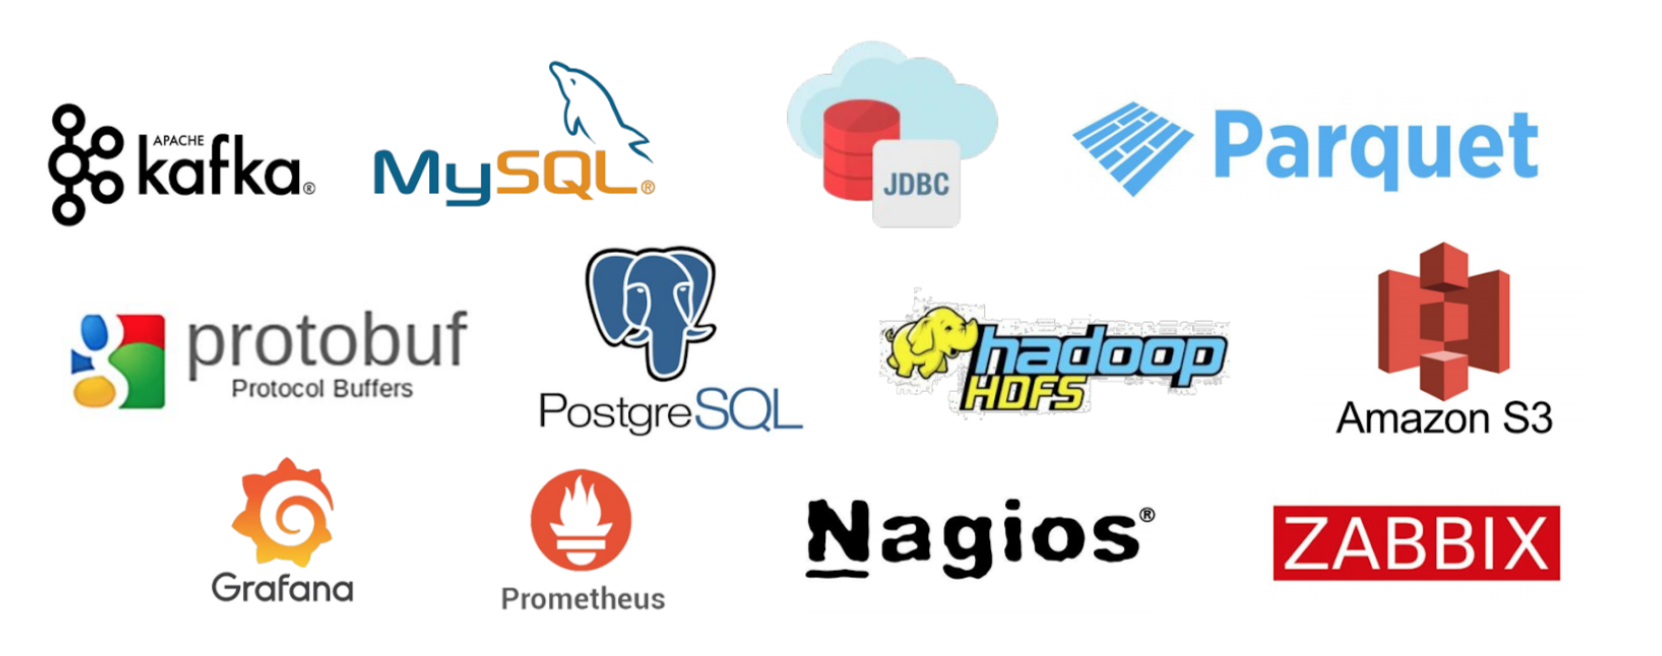 APACHE
kafka®
MySQL®
JDBC
Parquet
protobuf
Protocol Buffers
PostgreSQL
hadoop
HDFS
Amazon S3
Grafana
Prometheus
Nagios®
ZABBIX